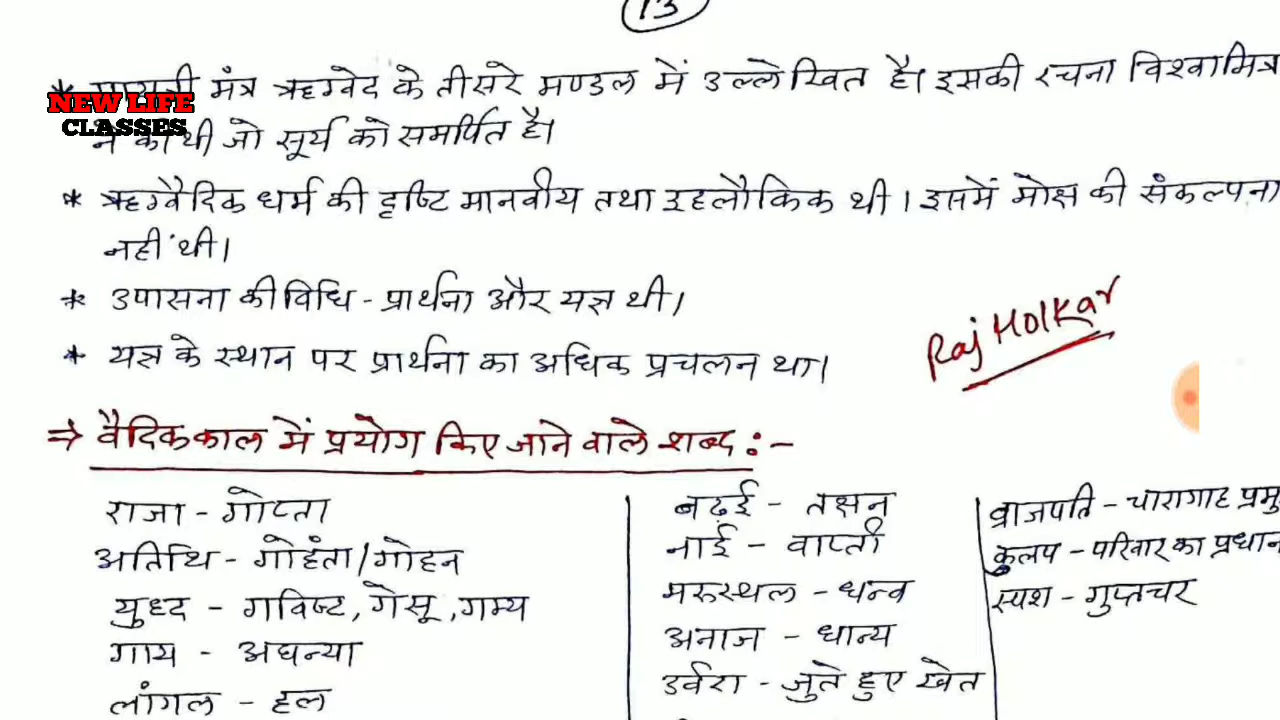 13
* गायत्री मंत्र ऋग्वेद के तीसरे मण्डल में उल्लेखित है। इसकी रचना विश्वामित्र
NEW LIFE
CLASSES
ने की थी जो सूर्य को समर्पित है।
* ऋग्वैदिक धर्म की दृष्टि मानवीय तथा इहलौकिक थी। इसमें मोक्ष की संकल्पना
नहीं थी।
* उपासना की विधि - प्रार्थना और यज्ञ थी।
* यज्ञ के स्थान पर प्रार्थना का अधिक प्रचलन था।
Raj Holkar
⇒ वैदिककाल में प्रयोग किए जाने वाले शब्द :-
राजा - गोप्ता
अतिथि - गोहंता/गोहन
युध्द - गविष्ट, गेसू, गम्य
गाय - अघन्या
लांगल - हल
बढ़ई - तक्षन
नाई - वाप्ती
मरुस्थल - धन्व
अनाज - धान्य
उर्वरा - जुते हुए खेत
व्राजपति - चारागाह प्रमु
कुलप - परिवार का प्रधान
स्पश - गुप्तचर